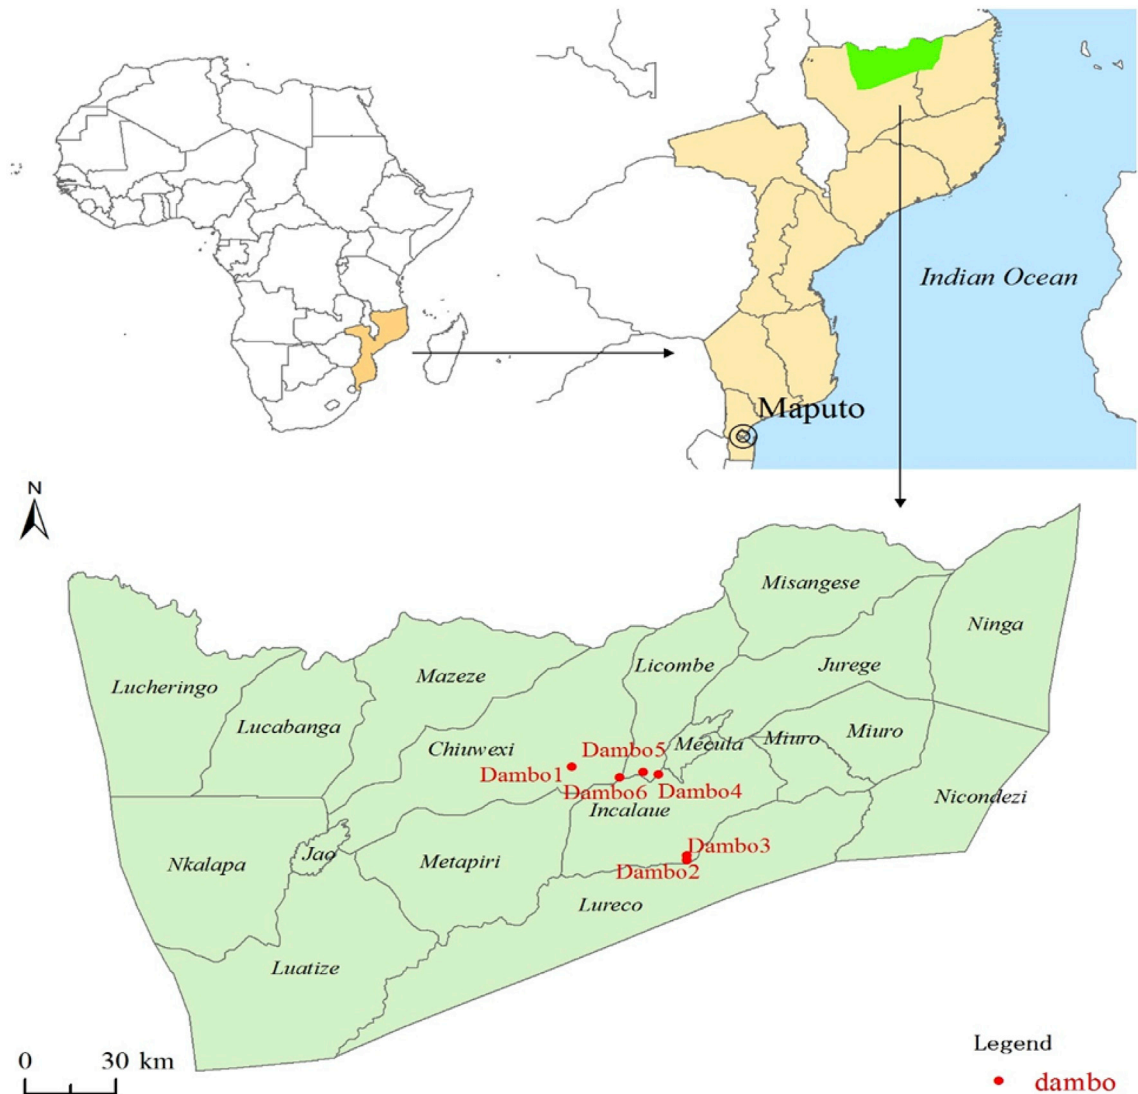 Indian Ocean
Maputo
N
Misangese
Ninga
Licombe
Jurege
Mazeze
Lucheringo
Lucabanga
Chiuwexi
Dambo5
Mecula
Miuro
Miuro
Dambo1
Dambo6
Dambo4
Incalaue
Nicondezi
Dambo3
Jao
Nkalapa
Metapiri
Dambo2
Lureco
Luatize
0 30 km
Legend
dambo